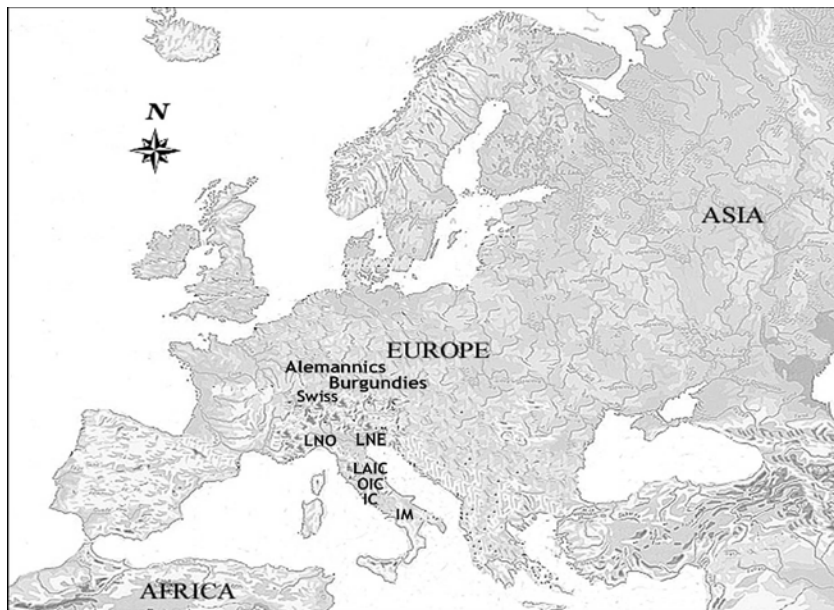 N
ASIA
EUROPE
Alemannics
Burgundies
Swiss
LNO LNE
LAIC
OIC
IC
IM
AFRICA